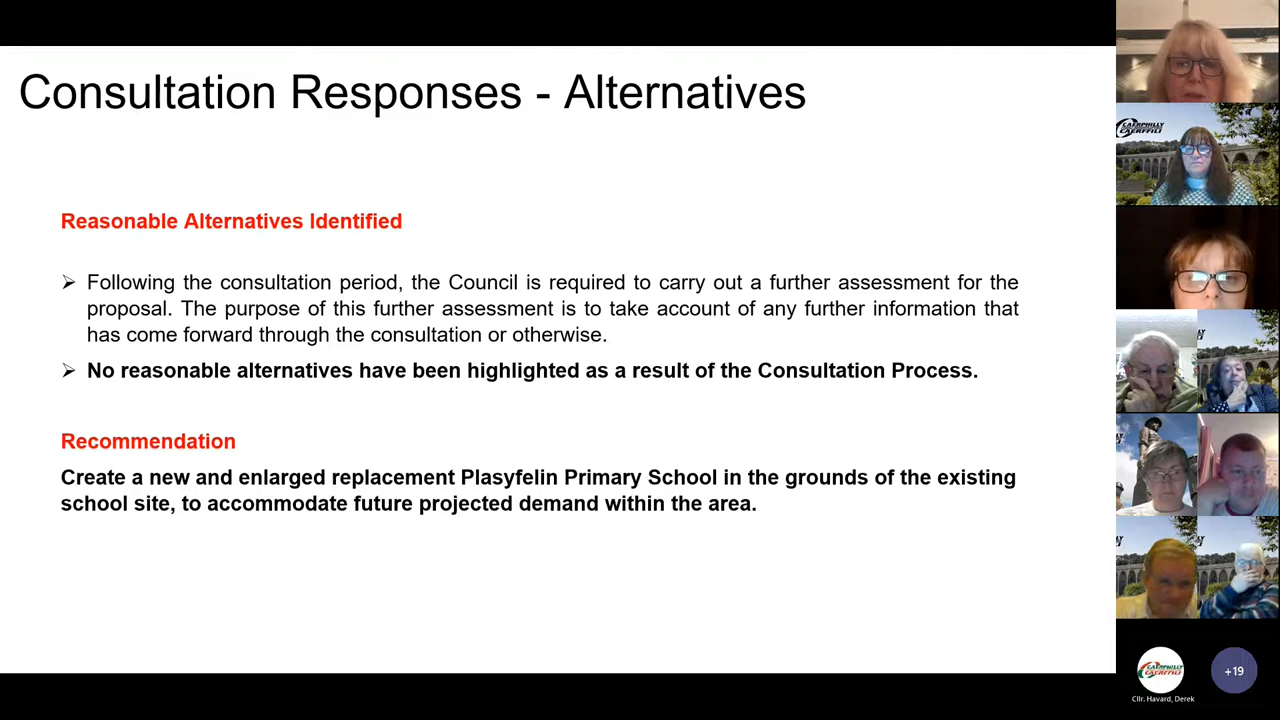 Consultation Responses - Alternatives
Reasonable Alternatives Identified
➢ Following the consultation period, the Council is required to carry out a further assessment for the
proposal. The purpose of this further assessment is to take account of any further information that
has come forward through the consultation or otherwise.
➢ No reasonable alternatives have been highlighted as a result of the Consultation Process.
Recommendation
Create a new and enlarged replacement Plasyfelin Primary School in the grounds of the existing
school site, to accommodate future projected demand within the area.
CAERPHILLY
CAERFFILI
CAERPHILLY
CAERFFILI
+19
Cllr. Havard, Derek